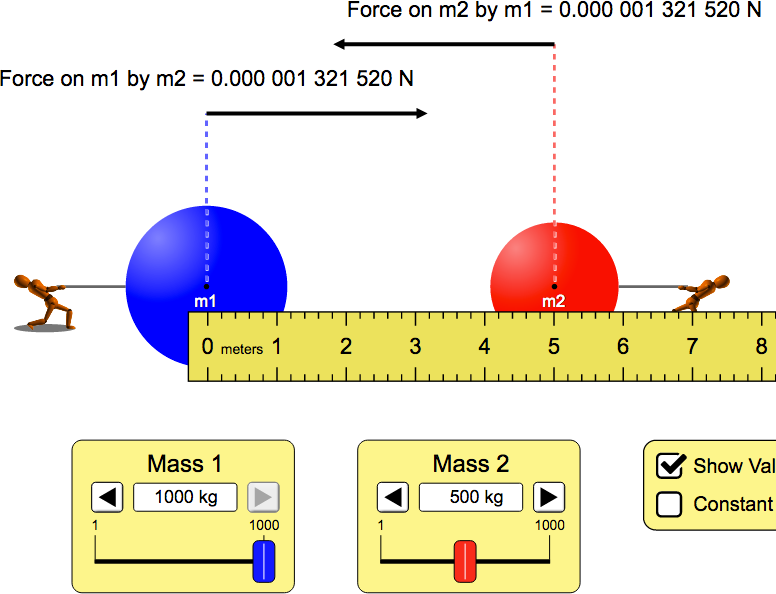 Force on m2 by m1 = 0.000 001 321 520 N
Force on m1 by m2 = 0.000 001 321 520 N
m1
m2
0 meters 1 2 3 4 5 6 7 8
Mass 1
1000 kg
1
1000
Mass 2
500 kg
1
1000
Show Val
Constant